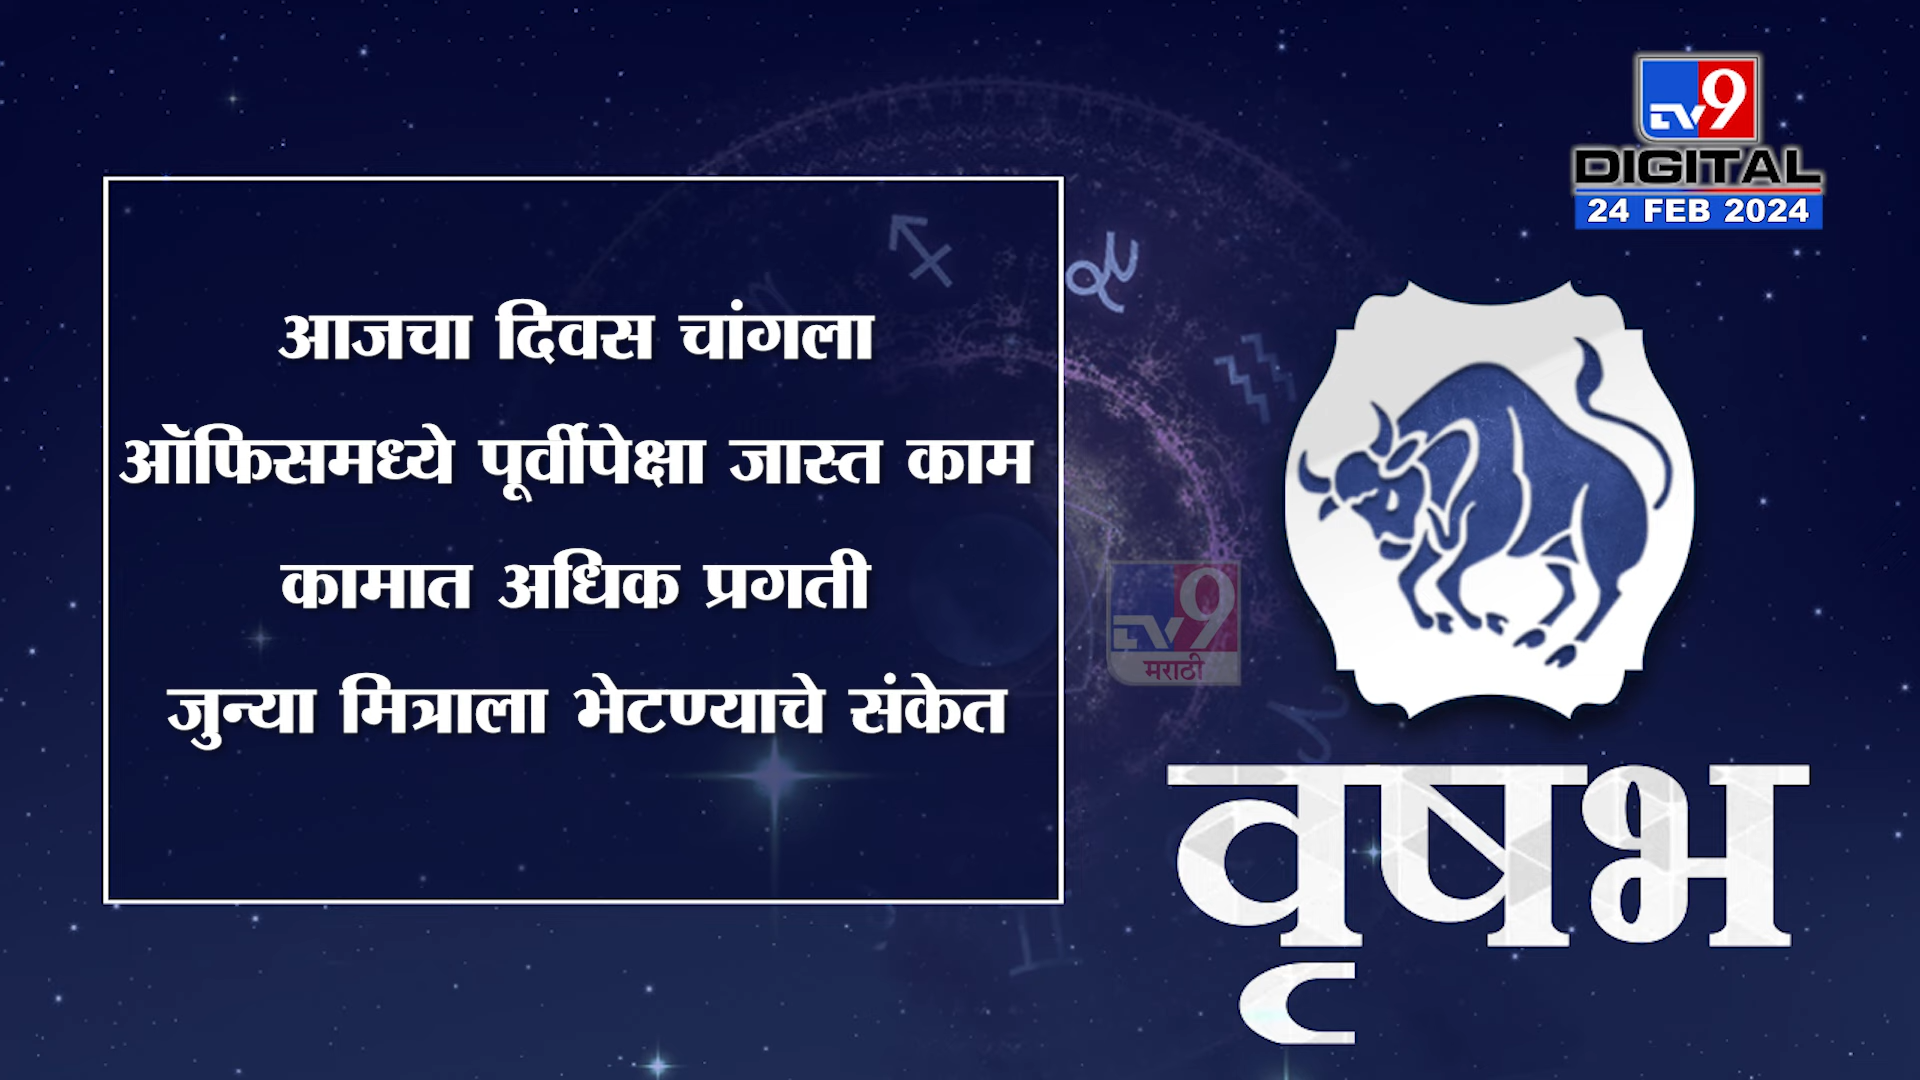 TV9
DIGITAL
24 FEB 2024
आजचा दिवस चांगला
ऑफिसमध्ये पूर्वीपेक्षा जास्त काम
कामात अधिक प्रगती
जुन्या मित्राला भेटण्याचे संकेत
TV9
मराठी
वृषभ